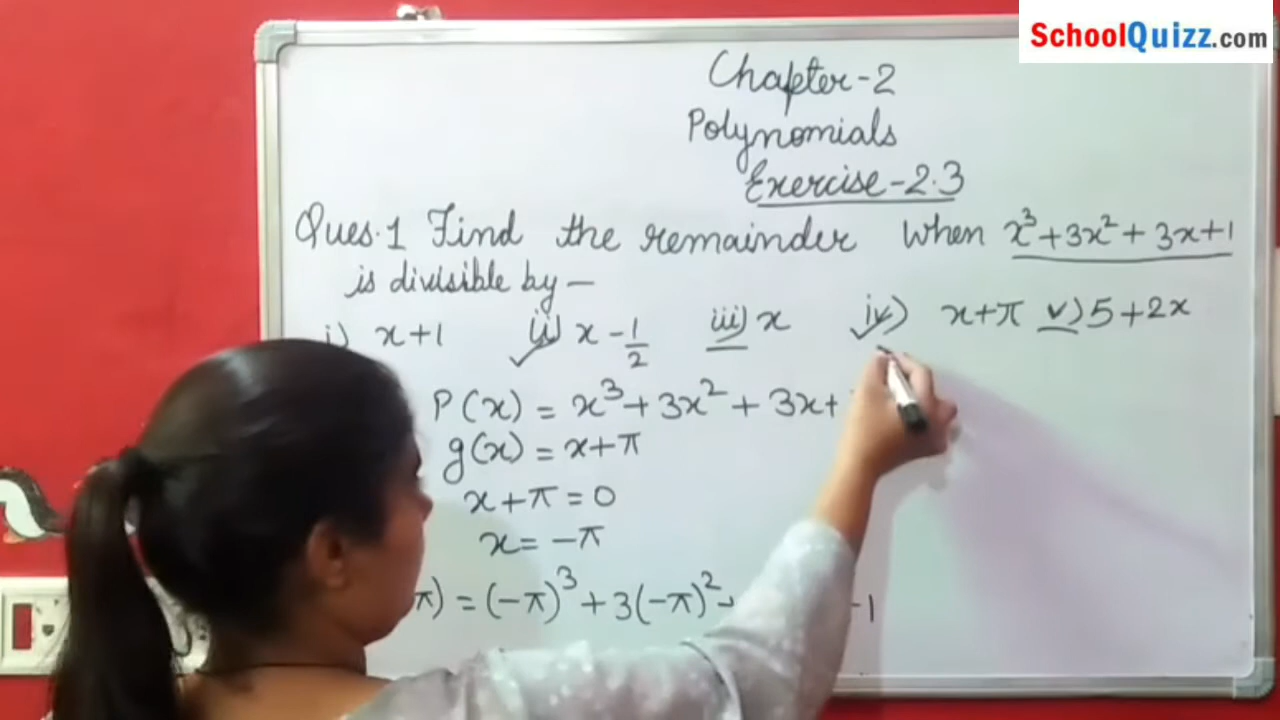 SchoolQuizz.com
Chapter-2
Polynomials
Exercise-2.3
Ques.1 Find the remainder when x³+3x²+3x+1
is divisible by —
i) x+1 ii) x-1/2 iii) x iv) x+π v) 5+2x
P(x) = x³+3x²+3x+
g(x) = x+π
x+π = 0
x = -π
π) = (-π)³+3(-π)² 1